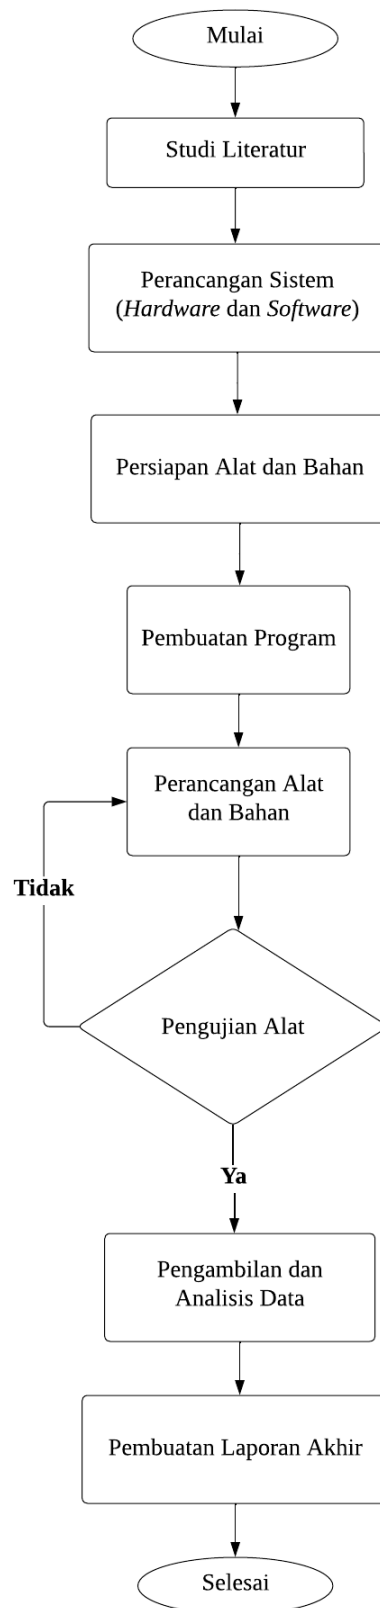 Mulai
Studi Literatur
Perancangan Sistem
(Hardware dan Software)
Persiapan Alat dan Bahan
Pembuatan Program
Perancangan Alat
dan Bahan
Tidak
Pengujian Alat
Ya
Pengambilan dan
Analisis Data
Pembuatan Laporan Akhir
Selesai